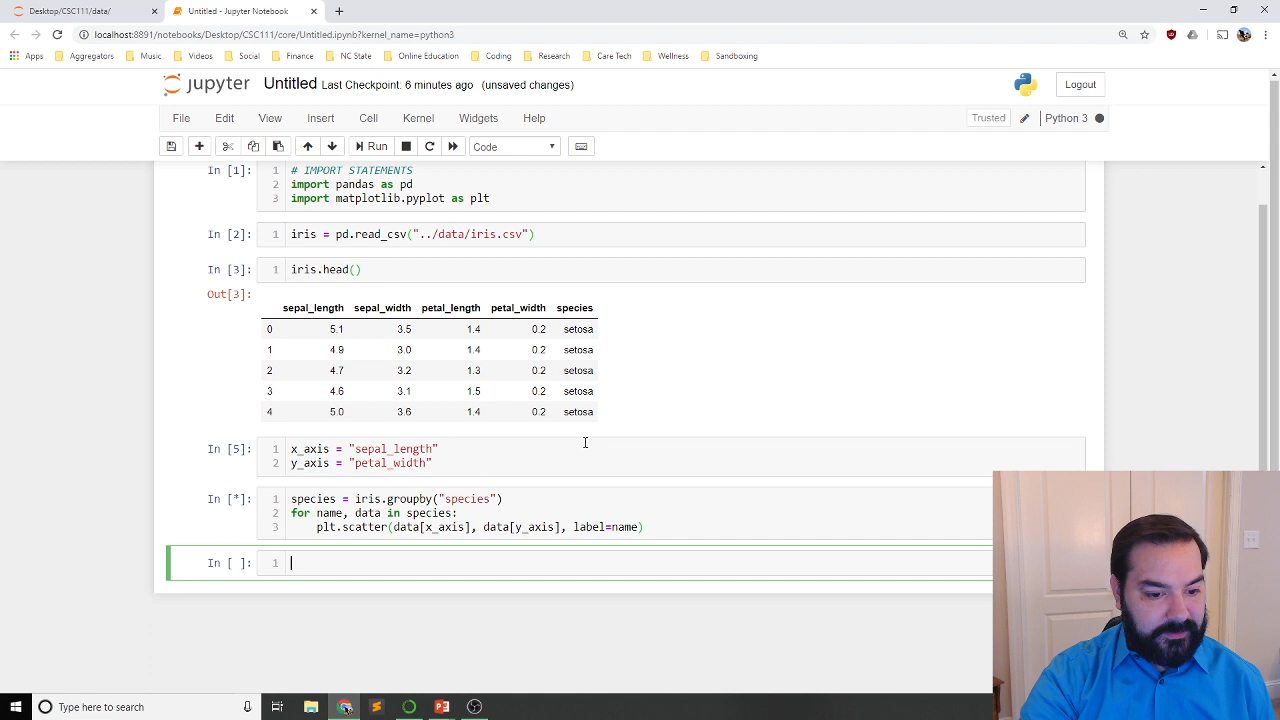 Desktop/CSC111/data/
Untitled - Jupyter Notebook
localhost:8891/notebooks/Desktop/CSC111/core/Untitled.ipynb?kernel_name=python3
Apps Aggregators Music Videos Social Finance NC State Online Education Coding Research Care Tech Wellness Sandboxing
jupyter Untitled Last Checkpoint: 6 minutes ago (unsaved changes) Logout
File Edit View Insert Cell Kernel Widgets Help Trusted Python 3
Run Code
In [1]: 1 # IMPORT STATEMENTS
2 import pandas as pd
3 import matplotlib.pyplot as plt
In [2]: 1 iris = pd.read_csv("../data/iris.csv")
In [3]: 1 iris.head()
Out[3]:
sepal_length sepal_width petal_length petal_width species
0 5.1 3.5 1.4 0.2 setosa
1 4.9 3.0 1.4 0.2 setosa
2 4.7 3.2 1.3 0.2 setosa
3 4.6 3.1 1.5 0.2 setosa
4 5.0 3.6 1.4 0.2 setosa
In [5]: 1 x_axis = "sepal_length"
2 y_axis = "petal_width"
In [*]: 1 species = iris.groupby("species")
2 for name, data in species:
3 plt.scatter(data[x_axis], data[y_axis], label=name)
In [ ]: 1
Type here to search